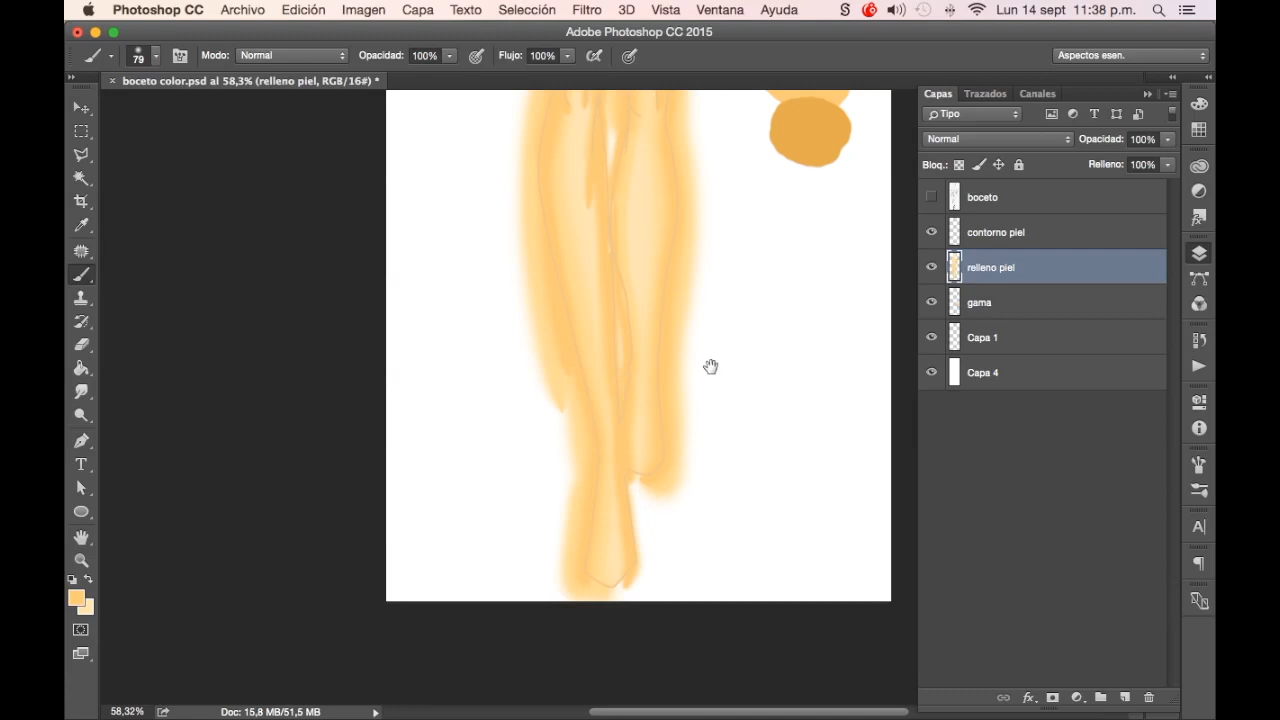 Photoshop CC Archivo Edición Imagen Capa Texto Selección Filtro 3D Vista Ventana Ayuda Lun 14 sept 11:38 p.m.
Adobe Photoshop CC 2015
79 Modo: Normal Opacidad: 100% Flujo: 100% Aspectos esen.
× boceto color.psd al 58,3% (relleno piel, RGB/16#) *
Capas Trazados Canales
Tipo
Normal Opacidad: 100%
Bloq.: Relleno: 100%
boceto
contorno piel
relleno piel
gama
Capa 1
Capa 4
58,32% Doc: 15,8 MB/51,5 MB